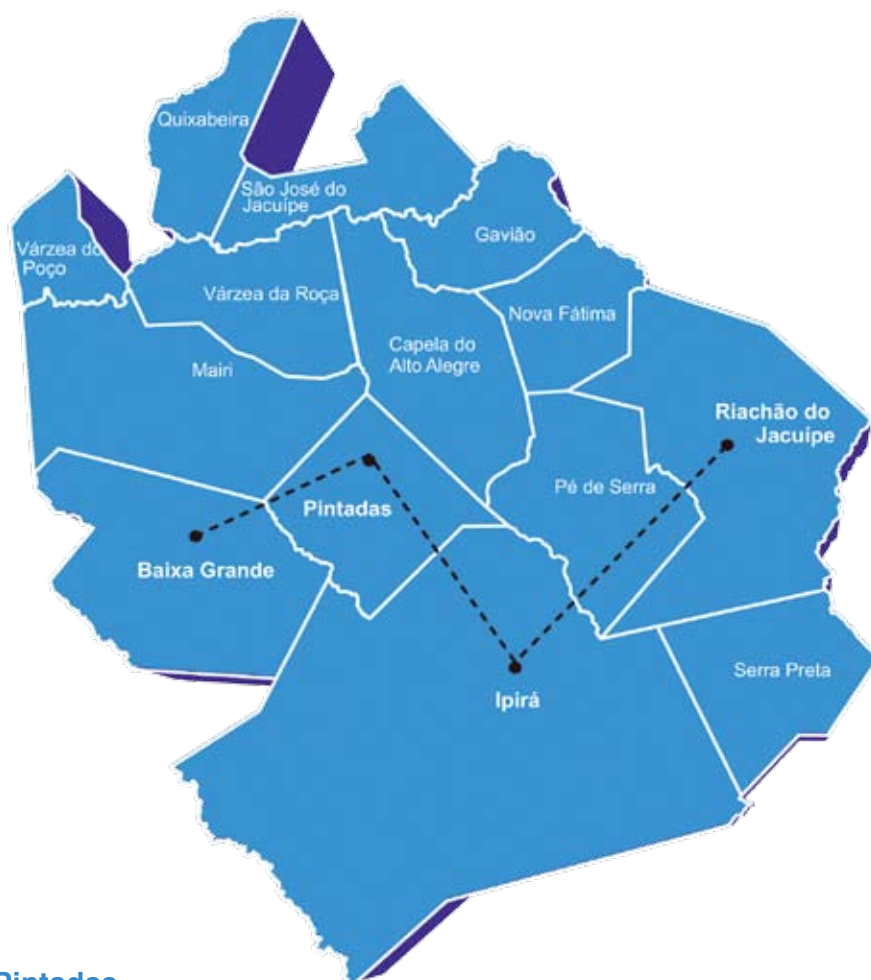 Quixabeira
São José do
Jacuípe
Gavião
Várzea do
Poço
Várzea da Roça
Nova Fátima
Capela do
Alto Alegre
Mairi
Riachão do
Jacuípe
Pé de Serra
Pintadas
Baixa Grande
Serra Preta
Ipirá
Pintadas